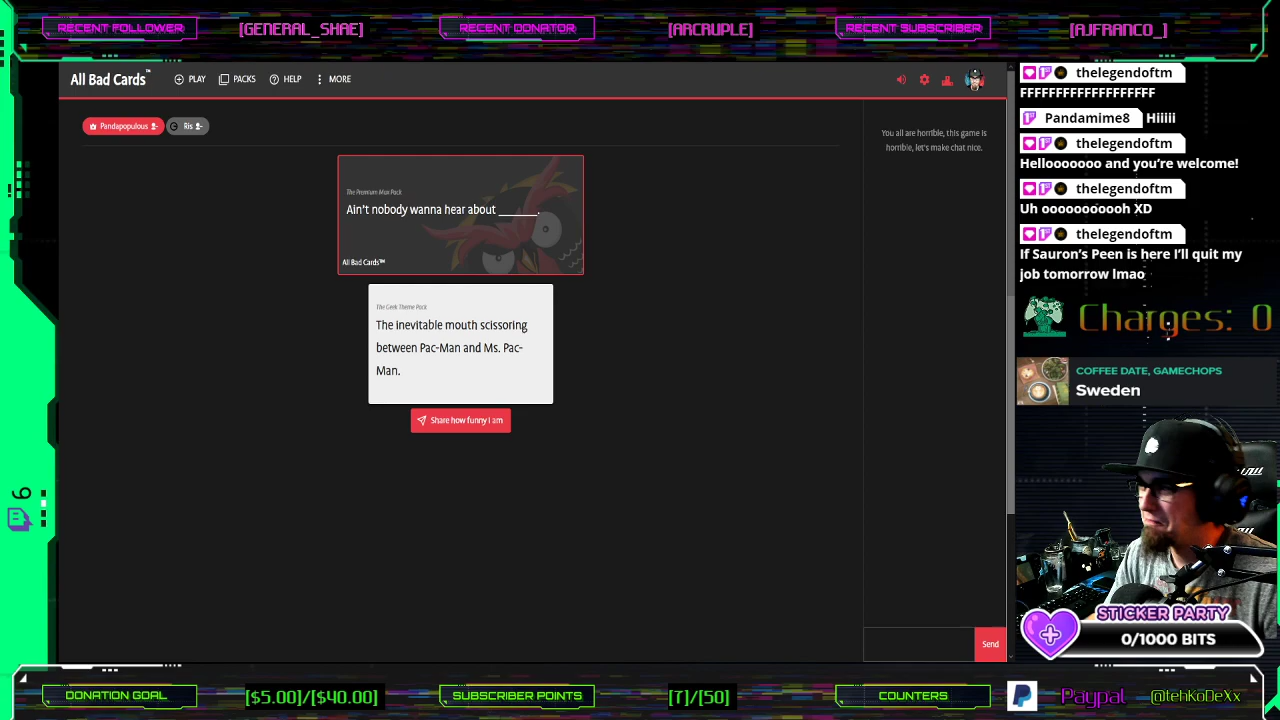 RECENT FOLLOWER
[GENERAL_SHAE]
RECENT DONATOR
[ARCRUPLE]
RECENT SUBSCRIBER
[AJFRANCO_]
All Bad Cards™
PLAY
PACKS
HELP
MORE
Pandapopulous
Ris
The Premium Max Pack
Ain't nobody wanna hear about ______.
All Bad Cards™
The Geek Theme Pack
The inevitable mouth scissoring
between Pac-Man and Ms. Pac-
Man.
Share how funny I am
You all are horrible, this game is
horrible, let's make chat nice.
Send
thelegendoftm
FFFFFFFFFFFFFFFFFFF
Pandamime8 Hiiiii
thelegendoftm
Hellooooooo and you're welcome!
thelegendoftm
Uh ooooooooooh XD
thelegendoftm
If Sauron's Peen is here I'll quit my
job tomorrow lmao
Charges: 0
COFFEE DATE, GAMECHOPS
Sweden
STICKER PARTY
0/1000 BITS
6
DONATION GOAL
[$5.00]/[$40.00]
SUBSCRIBER POINTS
[7]/[50]
COUNTERS
Paypal
@tehKoDeXx